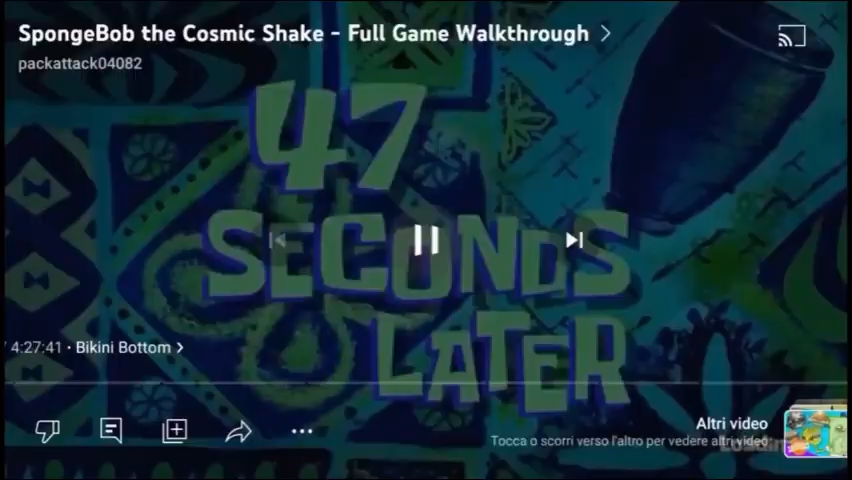 SpongeBob the Cosmic Shake - Full Game Walkthrough
packattack04082
47
SECONDS
LATER
/ 4:27:41 • Bikini Bottom
Altri video
Tocca o scorri verso l'altro per vedere altri video.